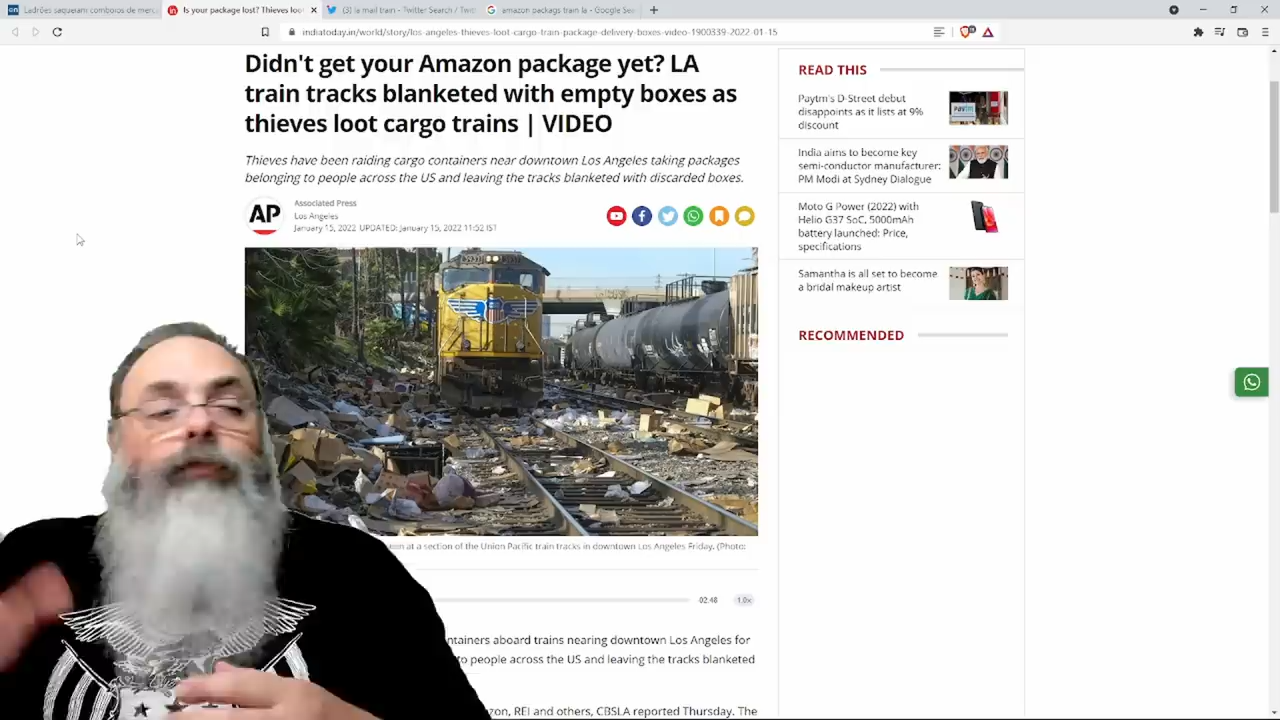 Ladrões saqueiam comboios de merc
Is your package lost? Thieves loot
(3) la mail train - Twitter Search / Twit
amazon packags train la - Google Se
indiatoday.in/world/story/los-angeles-thieves-loot-cargo-train-package-delivery-boxes-video-1900339-2022-01-15
Didn't get your Amazon package yet? LA
train tracks blanketed with empty boxes as
thieves loot cargo trains | VIDEO
Thieves have been raiding cargo containers near downtown Los Angeles taking packages
belonging to people across the US and leaving the tracks blanketed with discarded boxes.
AP
Associated Press
Los Angeles
January 15, 2022 UPDATED: January 15, 2022 11:52 IST
een at a section of the Union Pacific train tracks in downtown Los Angeles Friday. (Photo:
02:48
1.0x
ntainers aboard trains nearing downtown Los Angeles for
to people across the US and leaving the tracks blanketed
zon, REI and others, CBSLA reported Thursday. The
READ THIS
Paytm's D-Street debut
disappoints as it lists at 9%
discount
India aims to become key
semi-conductor manufacturer:
PM Modi at Sydney Dialogue
Moto G Power (2022) with
Helio G37 SoC, 5000mAh
battery launched: Price,
specifications
Samantha is all set to become
a bridal makeup artist
RECOMMENDED